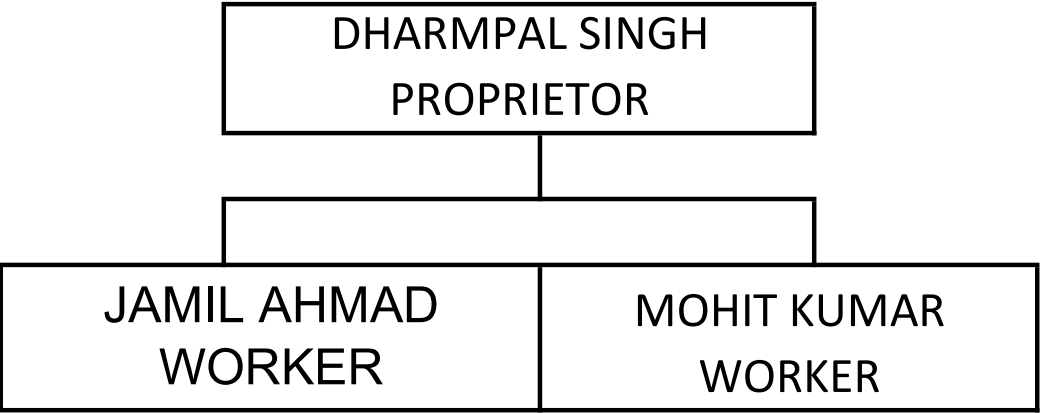 DHARMPAL SINGH
PROPRIETOR
JAMIL AHMAD
WORKER
MOHIT KUMAR
WORKER